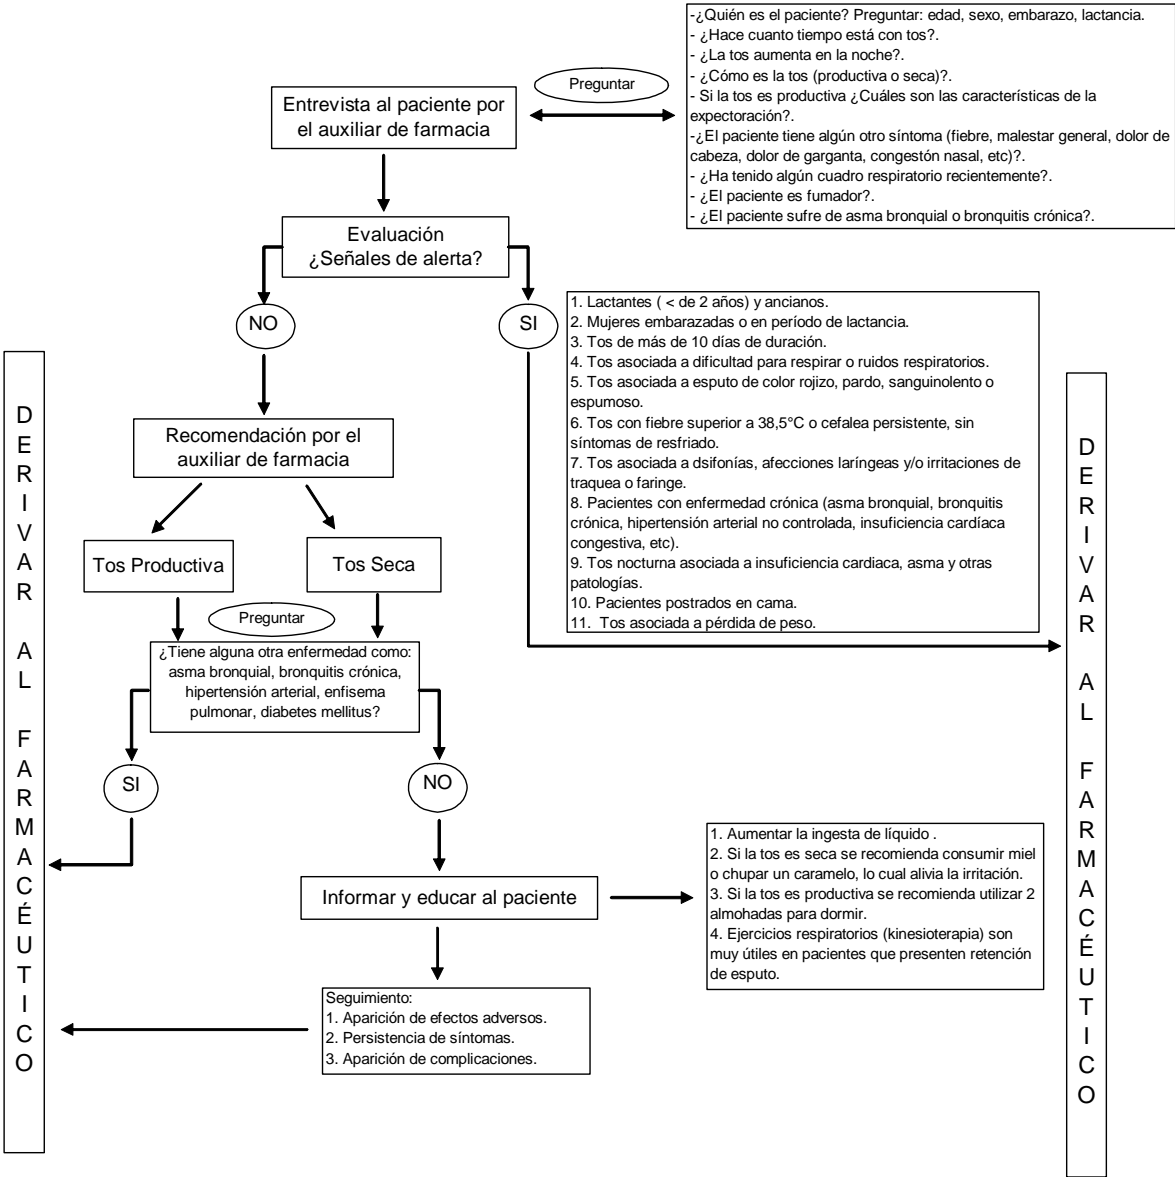 -¿Quién es el paciente? Preguntar: edad, sexo, embarazo, lactancia.
- ¿Hace cuanto tiempo está con tos?.
- ¿La tos aumenta en la noche?.
- ¿Cómo es la tos (productiva o seca)?.
- Si la tos es productiva ¿Cuáles son las características de la
expectoración?.
-¿El paciente tiene algún otro síntoma (fiebre, malestar general, dolor de
cabeza, dolor de garganta, congestón nasal, etc)?.
- ¿Ha tenido algún cuadro respiratorio recientemente?.
- ¿El paciente es fumador?.
- ¿El paciente sufre de asma bronquial o bronquitis crónica?.
Preguntar
Entrevista al paciente por
el auxiliar de farmacia
Evaluación
¿Señales de alerta?
NO
SI
1. Lactantes ( < de 2 años) y ancianos.
2. Mujeres embarazadas o en período de lactancia.
3. Tos de más de 10 días de duración.
4. Tos asociada a dificultad para respirar o ruidos respiratorios.
5. Tos asociada a esputo de color rojizo, pardo, sanguinolento o
espumoso.
6. Tos con fiebre superior a 38,5°C o cefalea persistente, sin
síntomas de resfriado.
7. Tos asociada a dsifonías, afecciones laríngeas y/o irritaciones de
traquea o faringe.
8. Pacientes con enfermedad crónica (asma bronquial, bronquitis
crónica, hipertensión arterial no controlada, insuficiencia cardíaca
congestiva, etc).
9. Tos nocturna asociada a insuficiencia cardiaca, asma y otras
patologías.
10. Pacientes postrados en cama.
11. Tos asociada a pérdida de peso.
Recomendación por el
auxiliar de farmacia
Tos Productiva
Tos Seca
Preguntar
¿Tiene alguna otra enfermedad como:
asma bronquial, bronquitis crónica,
hipertensión arterial, enfisema
pulmonar, diabetes mellitus?
SI
NO
Informar y educar al paciente
1. Aumentar la ingesta de líquido .
2. Si la tos es seca se recomienda consumir miel
o chupar un caramelo, lo cual alivia la irritación.
3. Si la tos es productiva se recomienda utilizar 2
almohadas para dormir.
4. Ejercicios respiratorios (kinesioterapia) son
muy útiles en pacientes que presenten retención
de esputo.
Seguimiento:
1. Aparición de efectos adversos.
2. Persistencia de síntomas.
3. Aparición de complicaciones.
DERIVAR AL FARMACÉUTICO
DERIVAR AL FARMACÉUTICO